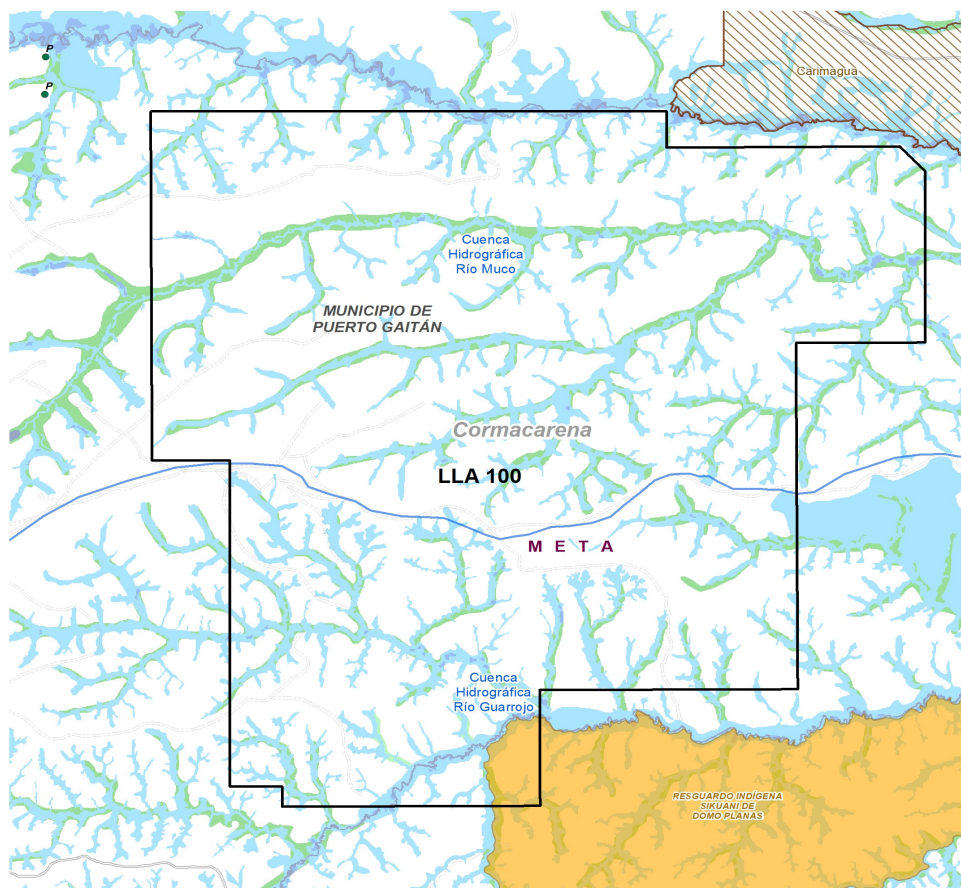 P
P
Carimagua
Cuenca
Hidrográfica
Río Muco
MUNICIPIO DE
PUERTO GAITÁN
Cormacarena
LLA 100
M E T A
Cuenca
Hidrográfica
Río Guarrojo
RESGUARDO INDÍGENA
SIKUANI DE
DOMO PLANAS